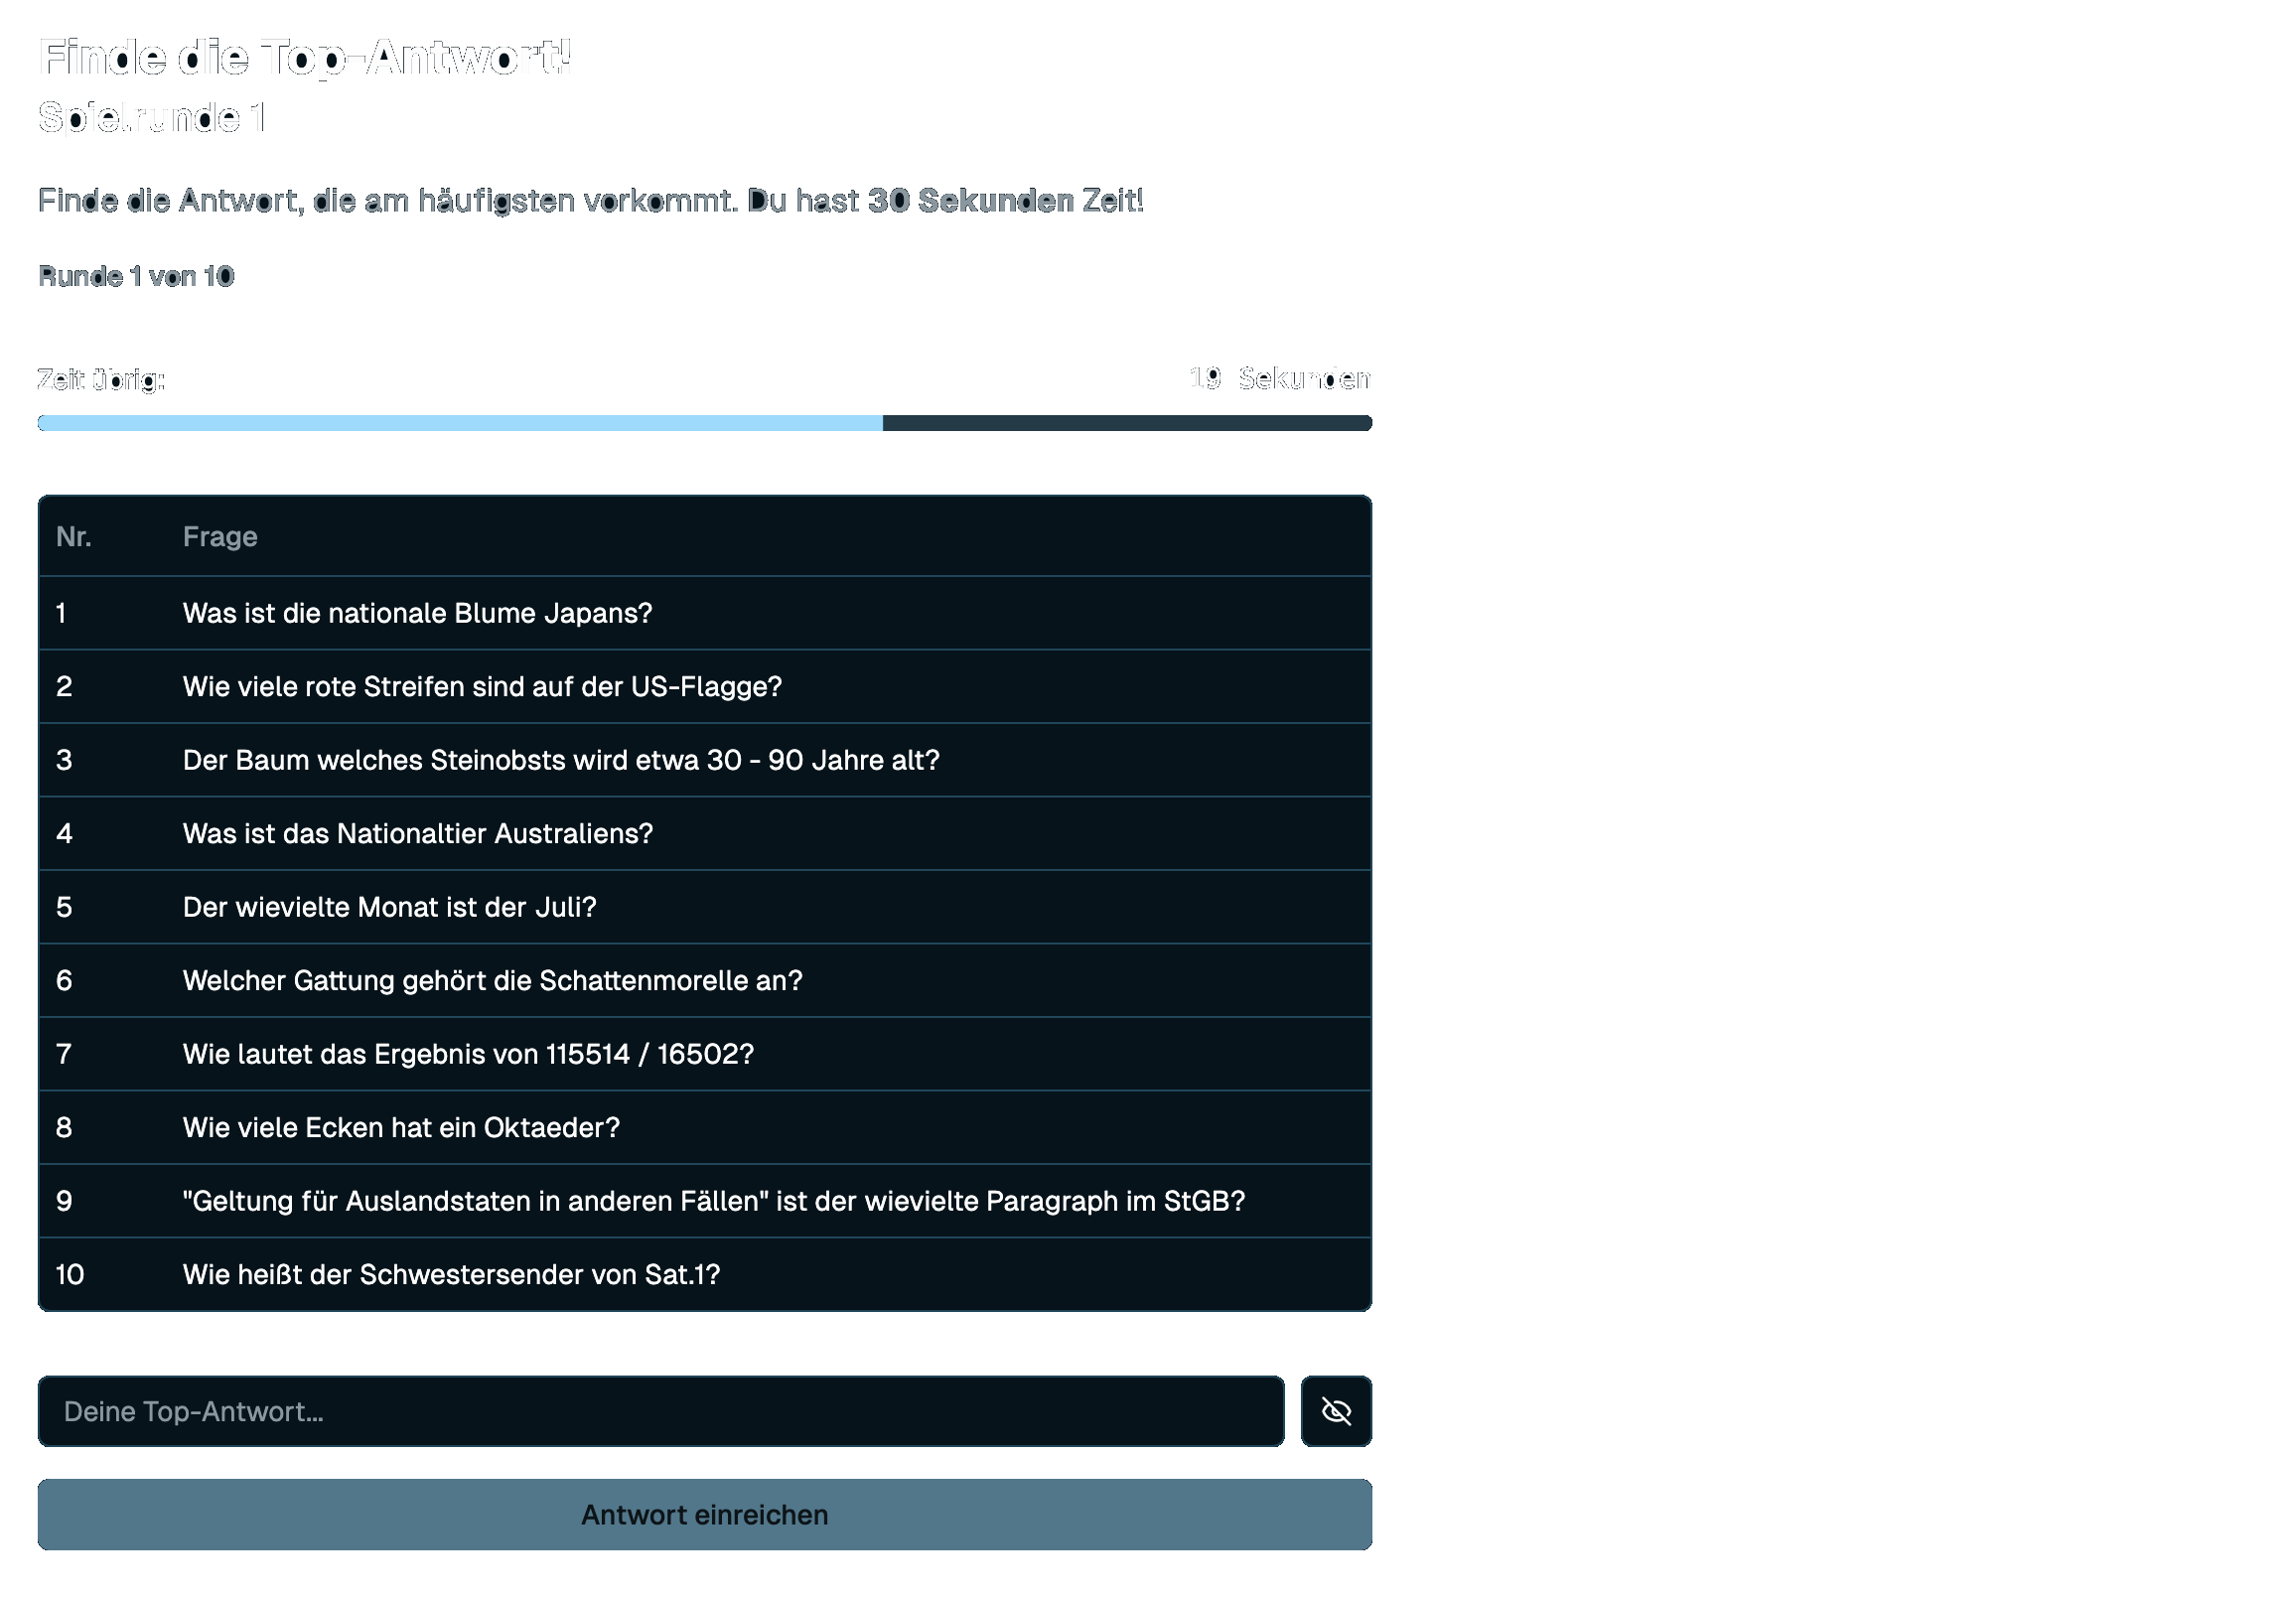 Finde die Top-Antwort!
Spielrunde 1
Finde die Antwort, die am häufigsten vorkommt. Du hast 30 Sekunden Zeit!
Runde 1 von 10
Zeit übrig: 19 Sekunden
Nr. Frage
1 Was ist die nationale Blume Japans?
2 Wie viele rote Streifen sind auf der US-Flagge?
3 Der Baum welches Steinobsts wird etwa 30 - 90 Jahre alt?
4 Was ist das Nationaltier Australiens?
5 Der wievielte Monat ist der Juli?
6 Welcher Gattung gehört die Schattenmorelle an?
7 Wie lautet das Ergebnis von 115514 / 16502?
8 Wie viele Ecken hat ein Oktaeder?
9 "Geltung für Auslandstaten in anderen Fällen" ist der wievielte Paragraph im StGB?
10 Wie heißt der Schwestersender von Sat.1?
Deine Top-Antwort...
Antwort einreichen